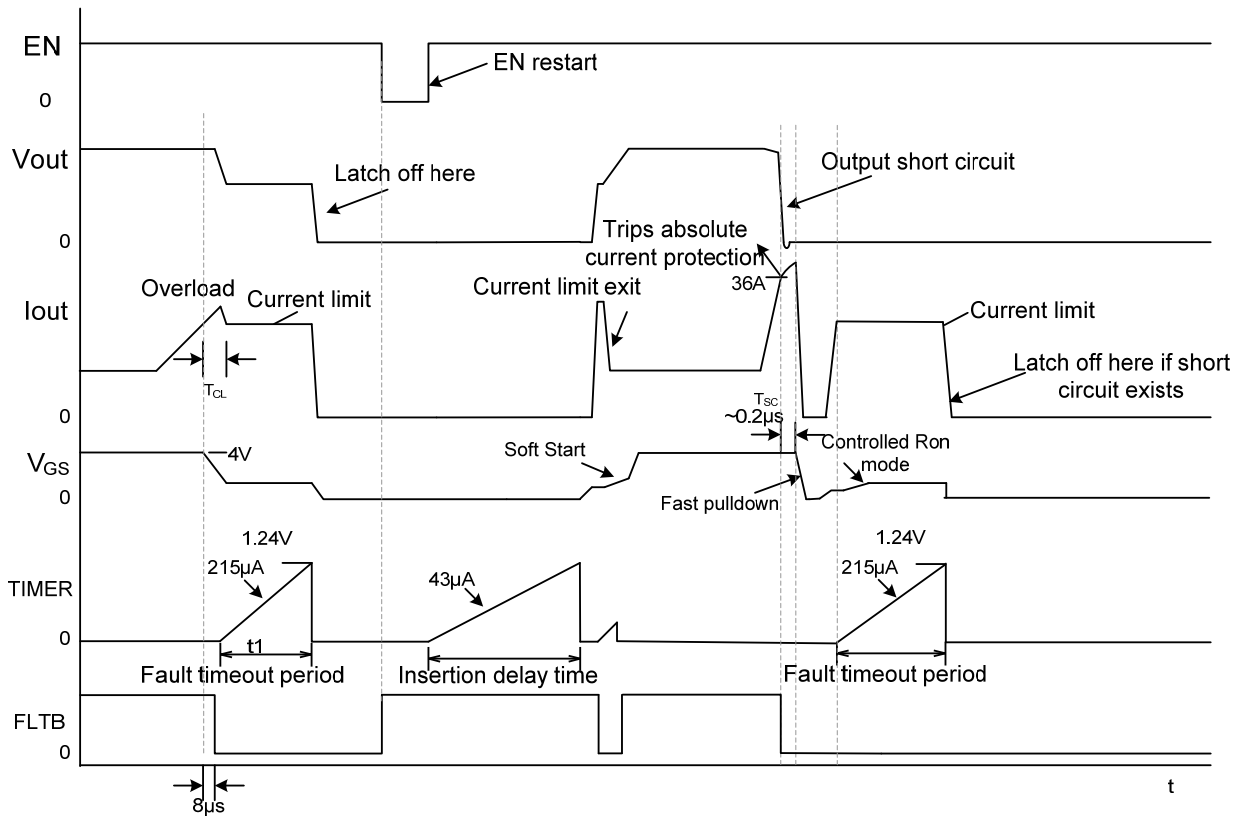 EN
EN restart
0
Vout
Output short circuit
Latch off here
0
Trips absolute
current protection
36A
Overload
Current limit
Current limit exit
Iout
Current limit
Latch off here if short
circuit exists
TCL
0
TSC
~0.2µs
Controlled Ron
mode
Soft Start
4V
VGS
0
Fast pulldown
1.24V
1.24V
215µA
43µA
215µA
TIMER
0
t1
Fault timeout period
Insertion delay time
Fault timeout period
FLTB
0
t
8µs